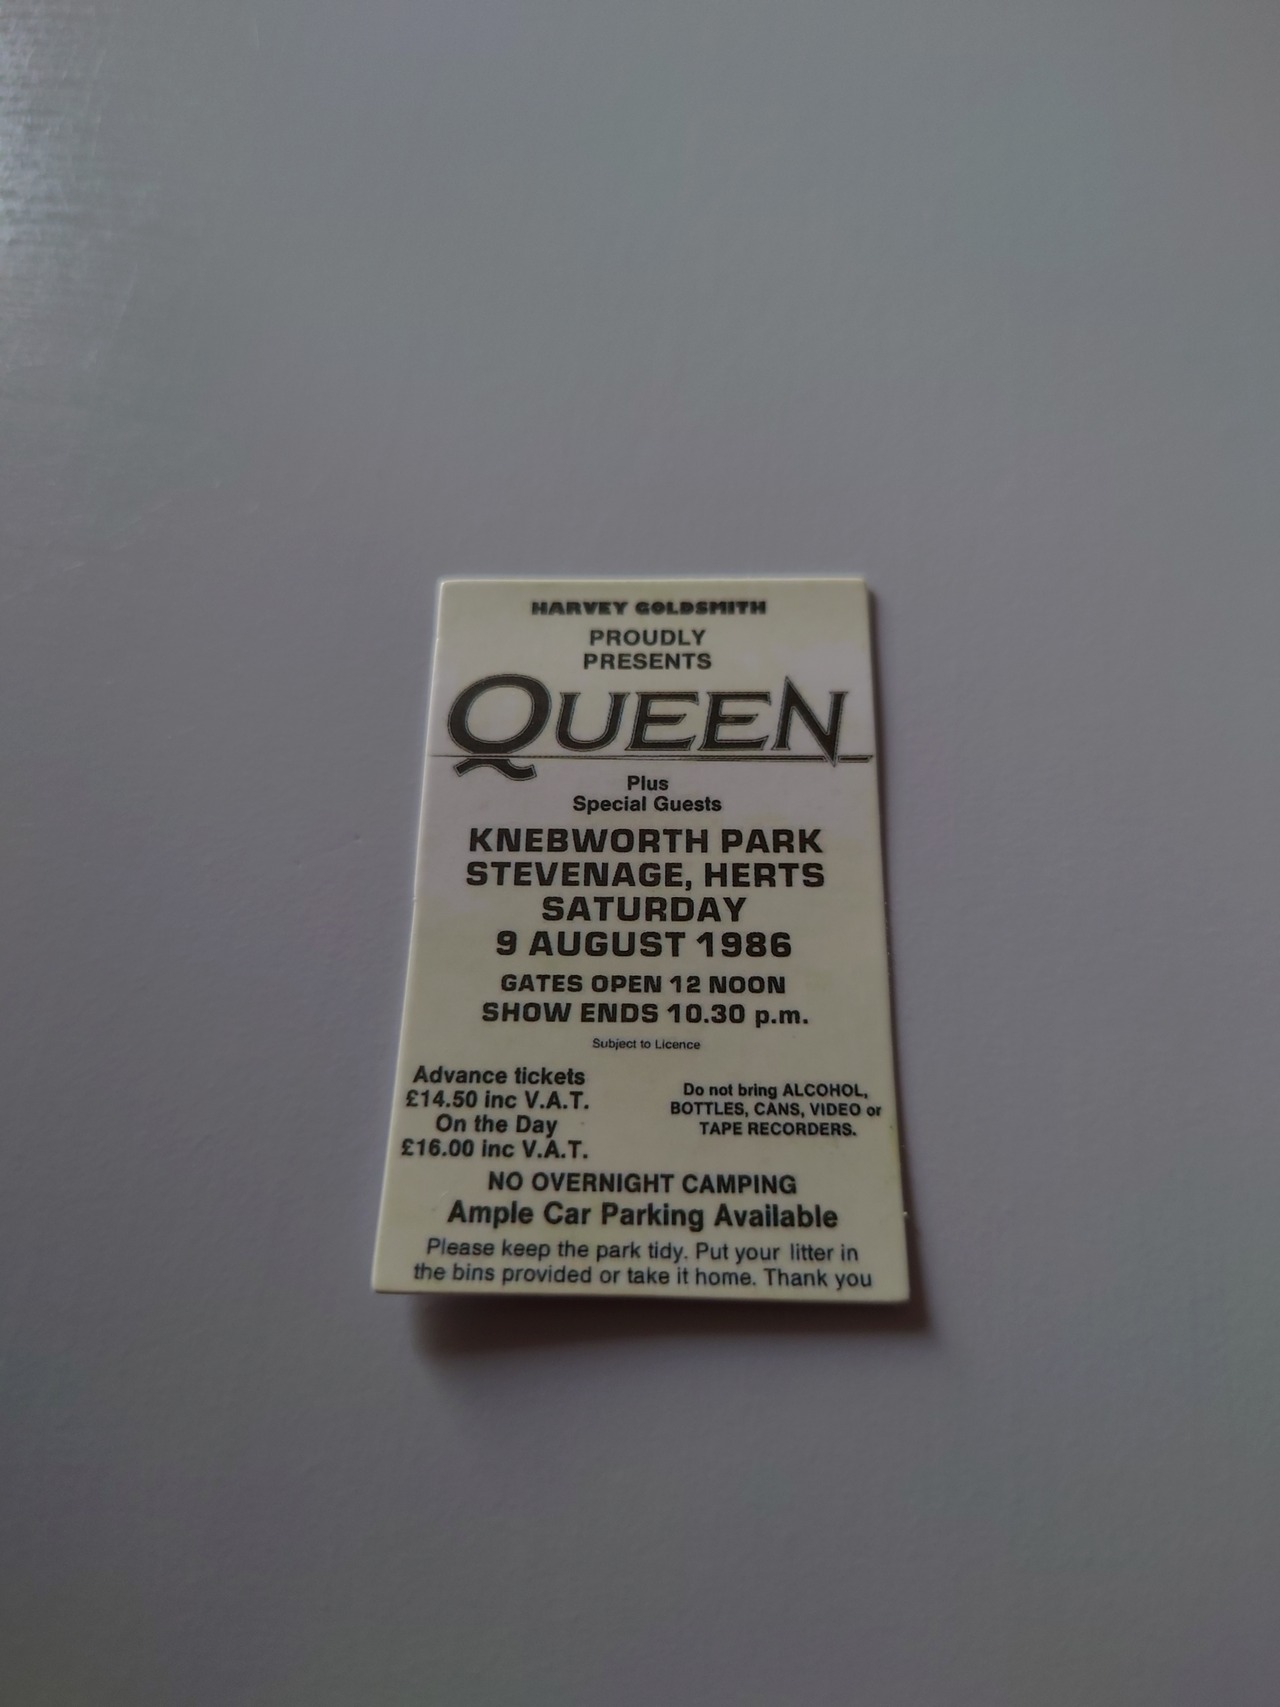 HARVEY GOLDSMITH
PROUDLY
PRESENTS
QUEEN
Plus
Special Guests
KNEBWORTH PARK
STEVENAGE, HERTS
SATURDAY
9 AUGUST 1986
GATES OPEN 12 NOON
SHOW ENDS 10.30 p.m.
Subject to Licence
Advance tickets
£14.50 inc V.A.T.
On the Day
£16.00 inc V.A.T.
Do not bring ALCOHOL,
BOTTLES, CANS, VIDEO or
TAPE RECORDERS.
NO OVERNIGHT CAMPING
Ample Car Parking Available
Please keep the park tidy. Put your litter in
the bins provided or take it home. Thank you